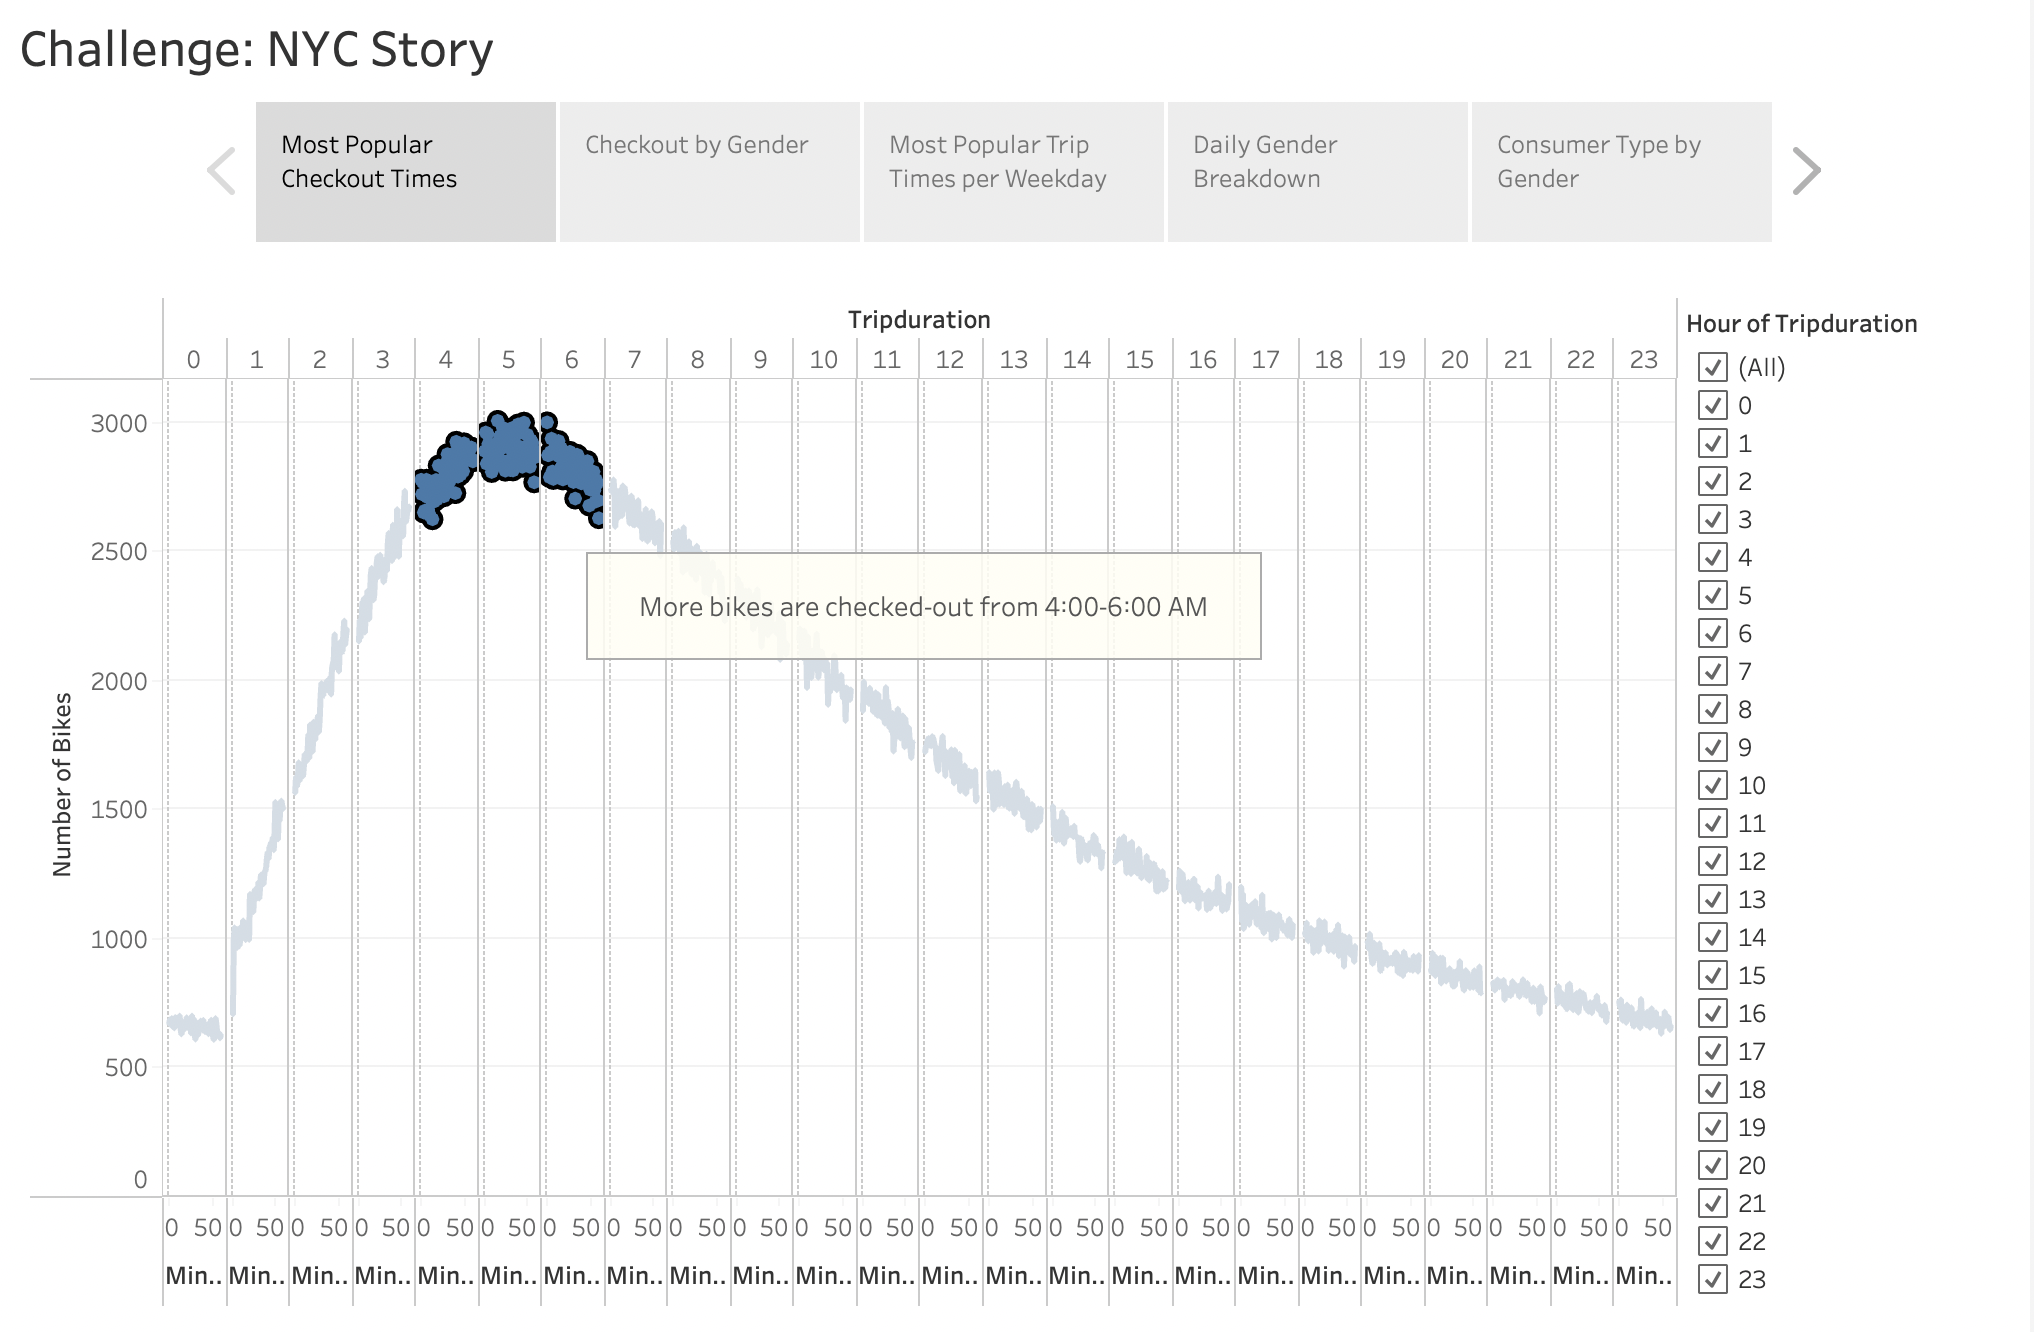 Challenge: NYC Story
Most Popular
Checkout Times
Checkout by Gender
Most Popular Trip
Times per Weekday
Daily Gender
Breakdown
Consumer Type by
Gender
Tripduration
0 1 2 3 4 5 6 7 8 9 10 11 12 13 14 15 16 17 18 19 20 21 22 23
3000
2500
2000
1500
1000
500
0
Number of Bikes
More bikes are checked-out from 4:00-6:00 AM
0 50 0 50 0 50 0 50 0 50 0 50 0 50 0 50 0 50 0 50 0 50 0 50 0 50 0 50 0 50 0 50 0 50 0 50 0 50 0 50 0 50 0 50 0 50 0 50
Min.. Min.. Min.. Min.. Min.. Min.. Min.. Min.. Min.. Min.. Min.. Min.. Min.. Min.. Min.. Min.. Min.. Min.. Min.. Min.. Min.. Min.. Min.. Min..
Hour of Tripduration
(All)
0
1
2
3
4
5
6
7
8
9
10
11
12
13
14
15
16
17
18
19
20
21
22
23